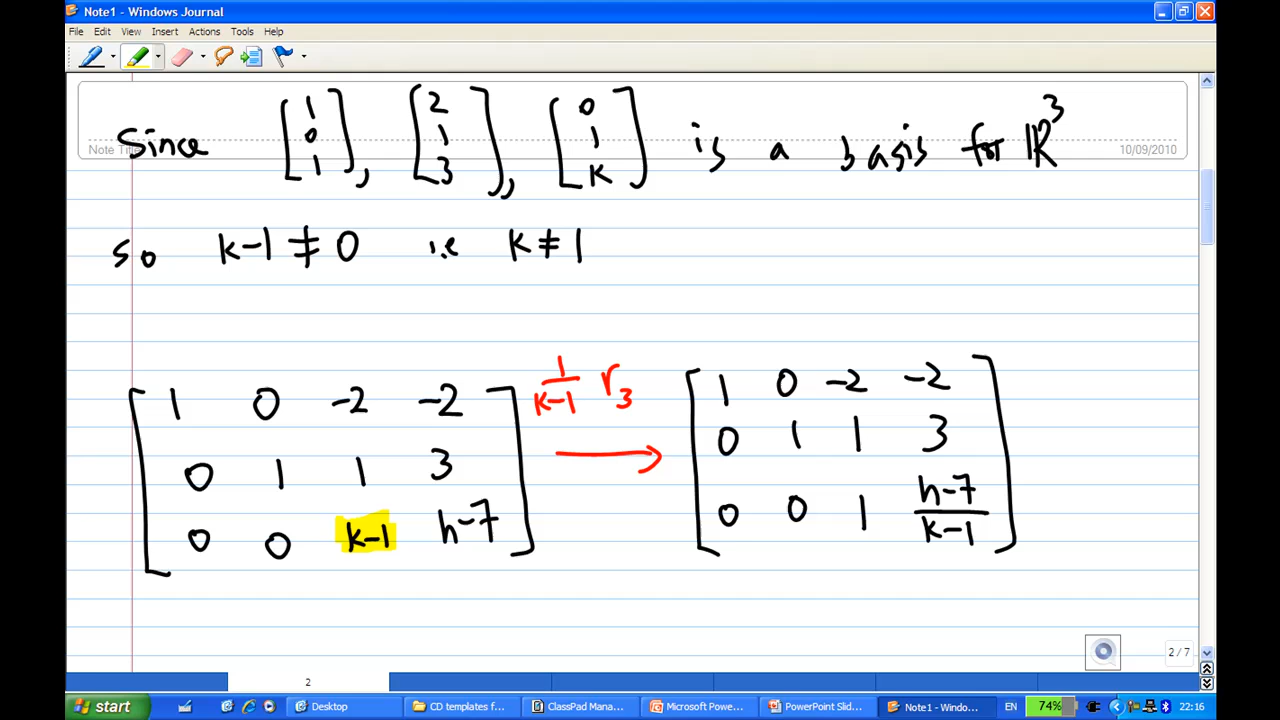 Note1 - Windows Journal
File Edit View Insert Actions Tools Help
Since [1 0 1], [2 1 3], [0 1 k] is a basis for ℝ³
Note Title 10/09/2010
so k-1 ≠ 0 i.e k ≠ 1
1/(k-1) r₃
[1 0 -2 -2 [1 0 -2 -2
0 1 1 3 → 0 1 1 3
0 0 k-1 h-7] 0 0 1 (h-7)/(k-1)]
2 / 7
2
start Desktop CD templates f... ClassPad Mana... Microsoft Powe... PowerPoint Slid... Note1 - Windo... EN 74% 22:16